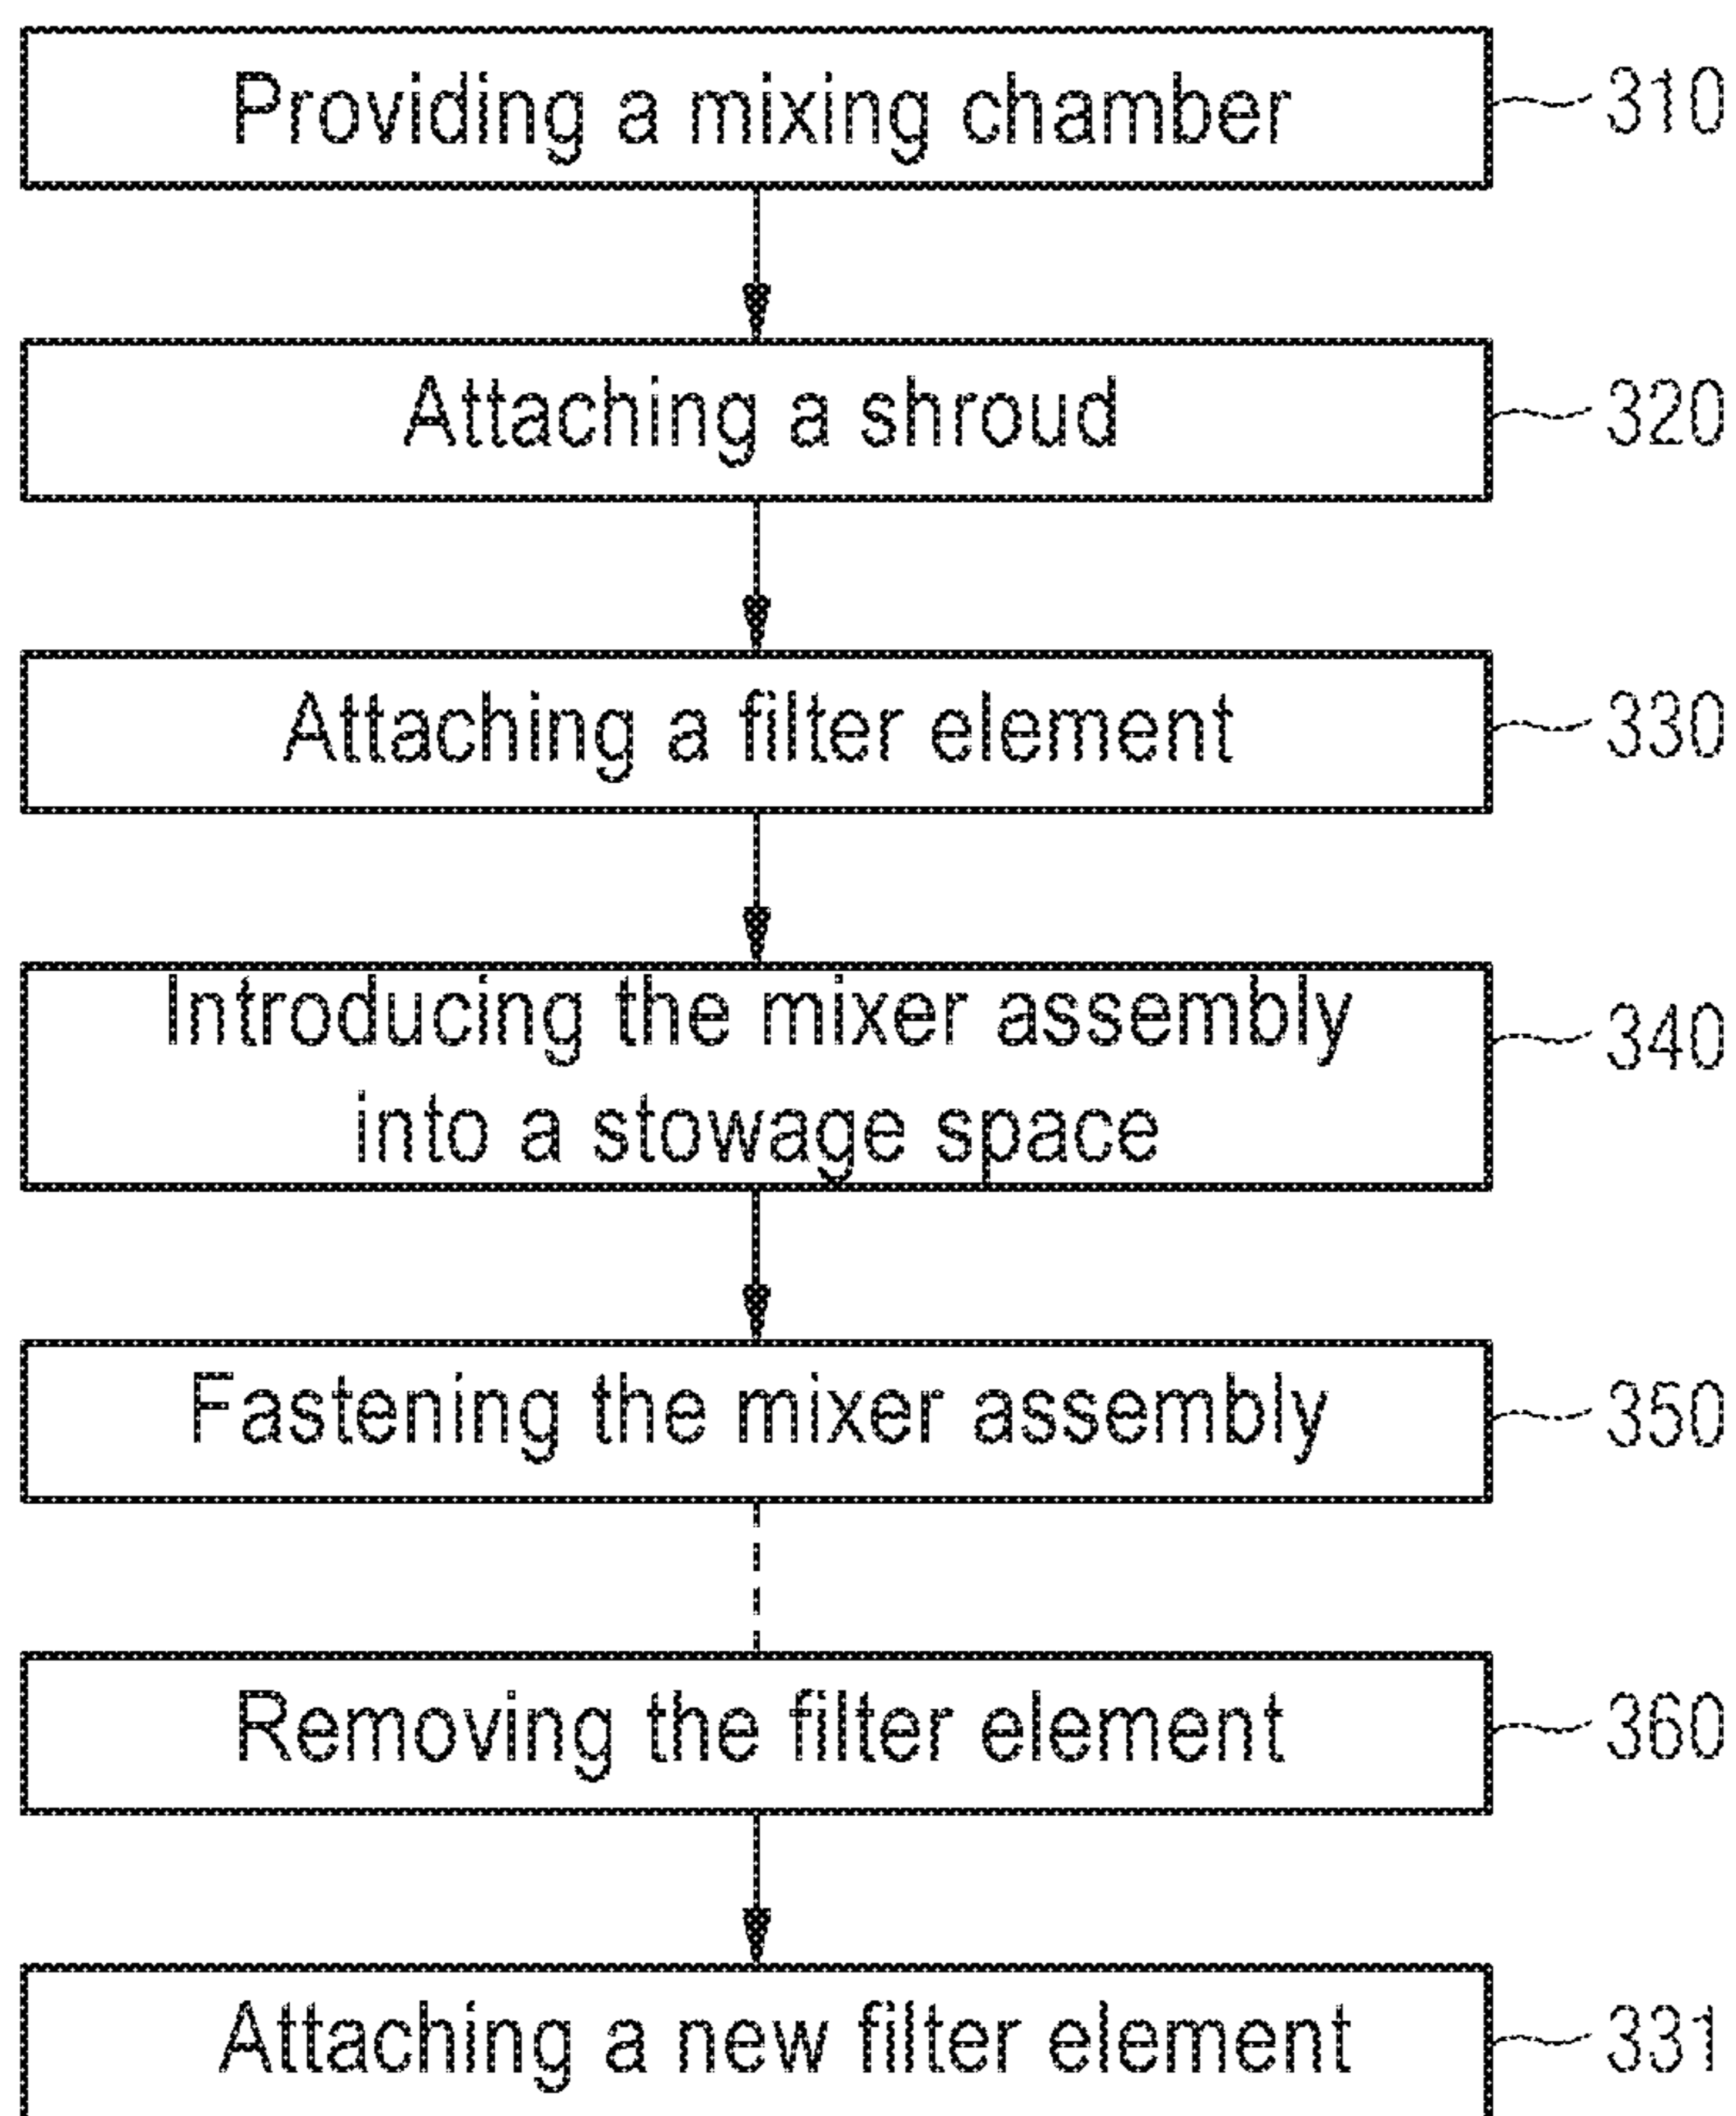 Providing a mixing chamber 310
Attaching a shroud 320
Attaching a filter element 330
Introducing the mixer assembly 340
into a stowage space
Fastening the mixer assembly 350
Removing the filter element 360
Attaching a new filter element 331